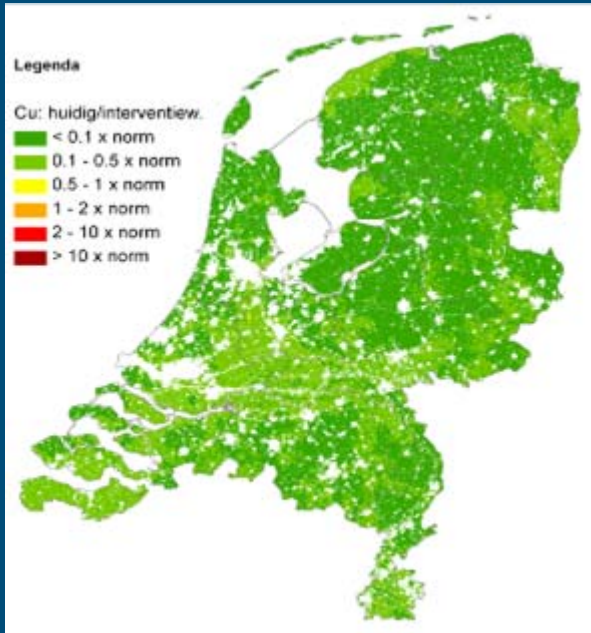 Legenda
Cu: huidig/interventiew.
< 0.1 x norm
0.1 - 0.5 x norm
0.5 - 1 x norm
1 - 2 x norm
2 - 10 x norm
> 10 x norm